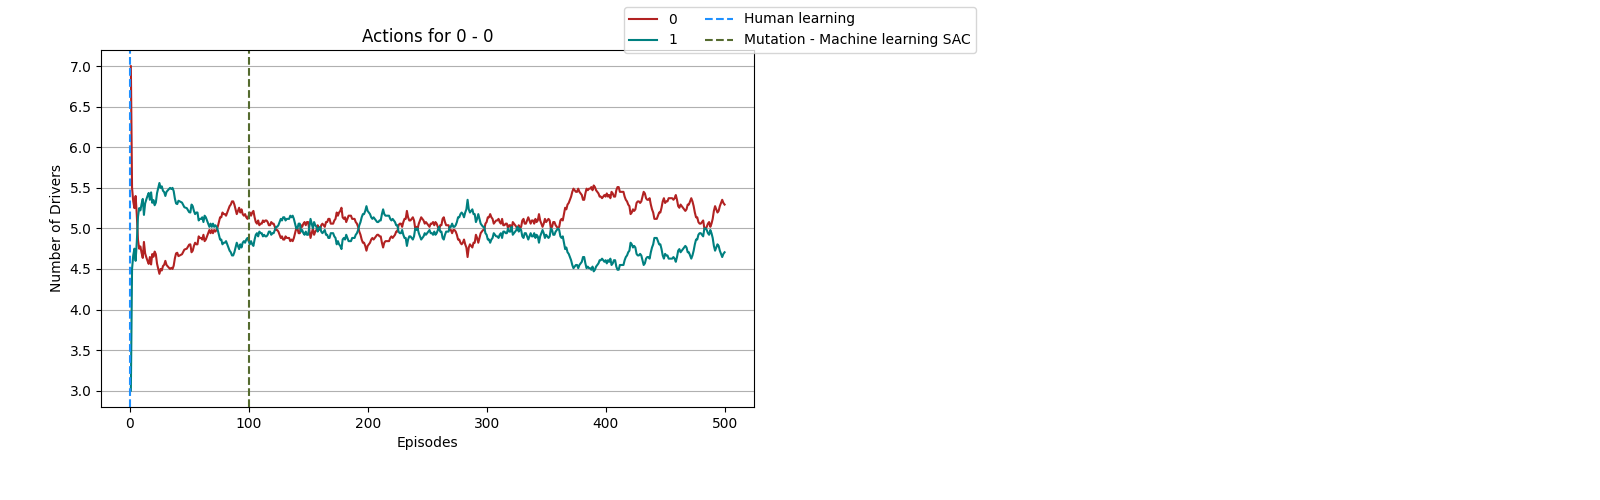 Actions for 0 - 0
0
1
Human learning
Mutation - Machine learning SAC
Number of Drivers
7.0
6.5
6.0
5.5
5.0
4.5
4.0
3.5
3.0
0 100 200 300 400 500
Episodes